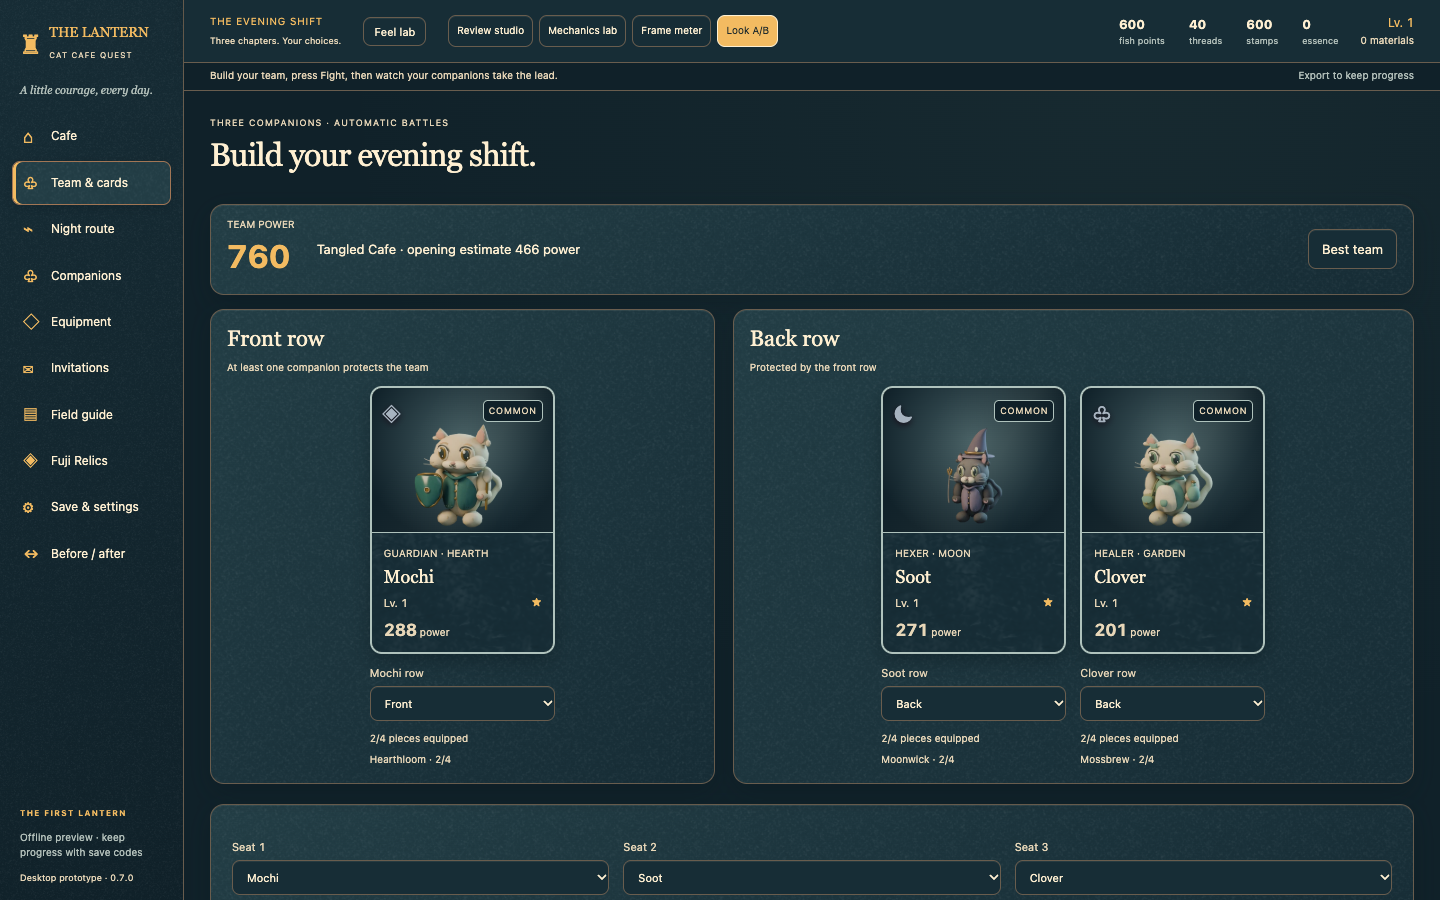 THE LANTERN
CAT CAFE QUEST
A little courage, every day.
Cafe
Team & cards
Night route
Companions
Equipment
Invitations
Field guide
Fuji Relics
Save & settings
Before / after
THE FIRST LANTERN
Offline preview · keep
progress with save codes
Desktop prototype · 0.7.0
THE EVENING SHIFT
Three chapters. Your choices.
Feel lab
Review studio
Mechanics lab
Frame meter
Look A/B
600
fish points
40
threads
600
stamps
0
essence
Lv. 1
0 materials
Build your team, press Fight, then watch your companions take the lead.
Export to keep progress
THREE COMPANIONS · AUTOMATIC BATTLES
Build your evening shift.
TEAM POWER
760
Tangled Cafe · opening estimate 466 power
Best team
Front row
At least one companion protects the team
COMMON
GUARDIAN · HEARTH
Mochi
Lv. 1
288 power
Mochi row
Front
2/4 pieces equipped
Hearthloom · 2/4
Back row
Protected by the front row
COMMON
HEXER · MOON
Soot
Lv. 1
271 power
Soot row
Back
2/4 pieces equipped
Moonwick · 2/4
COMMON
HEALER · GARDEN
Clover
Lv. 1
201 power
Clover row
Back
2/4 pieces equipped
Mossbrew · 2/4
Seat 1
Mochi
Seat 2
Soot
Seat 3
Clover